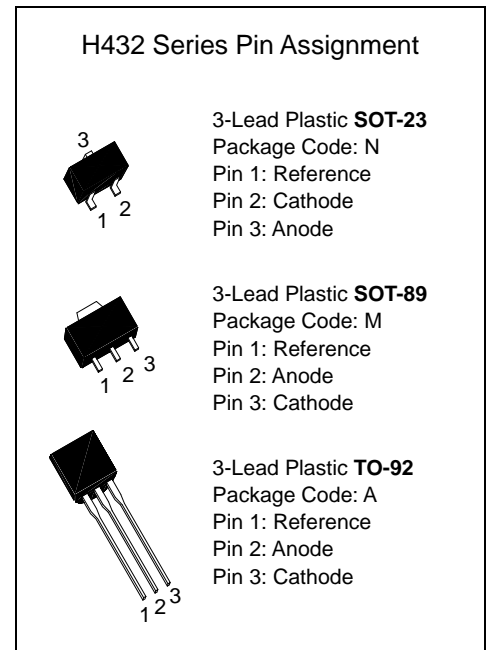 H432 Series Pin Assignment
3
1 2
3-Lead Plastic SOT-23
Package Code: N
Pin 1: Reference
Pin 2: Cathode
Pin 3: Anode
1 2 3
3-Lead Plastic SOT-89
Package Code: M
Pin 1: Reference
Pin 2: Anode
Pin 3: Cathode
1 2 3
3-Lead Plastic TO-92
Package Code: A
Pin 1: Reference
Pin 2: Anode
Pin 3: Cathode